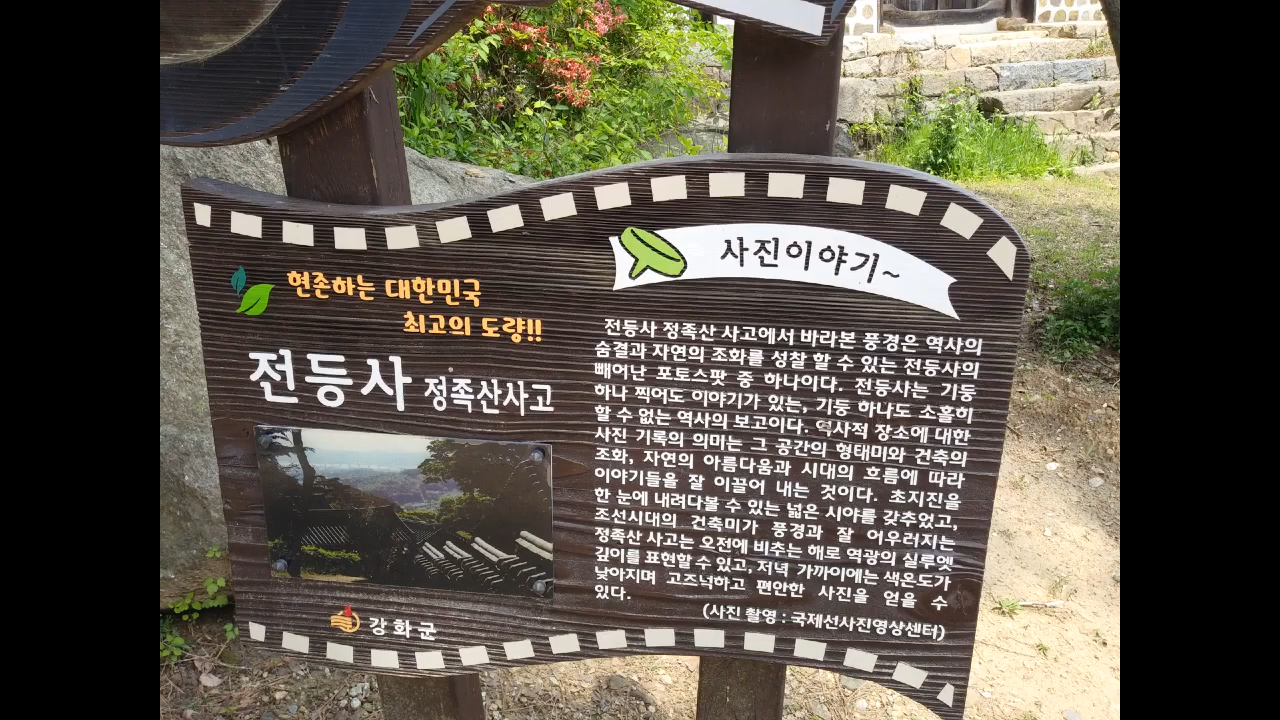 현존하는 대한민국
최고의 도량!!
전등사 정족산사고
강화군
사진이야기~
전등사 정족산 사고에서 바라본 풍경은 역사의
숨결과 자연의 조화를 성찰 할 수 있는 전등사의
빼어난 포토스팟 중 하나이다. 전등사는 기둥
하나 찍어도 이야기가 있는, 기둥 하나도 소홀히
할 수 없는 역사의 보고이다. 역사적 장소에 대한
사진 기록의 의미는 그 공간의 형태미와 건축의
조화, 자연의 아름다움과 시대의 흐름에 따라
이야기들을 잘 이끌어 내는 것이다. 초지진을
한 눈에 내려다볼 수 있는 넓은 시야를 갖추었고,
조선시대의 건축미가 풍경과 잘 어우러지는
정족산 사고는 오전에 비추는 해로 역광의 실루엣
깊이를 표현할 수 있고, 저녁 가까이에는 색온도가
낮아지며 고즈넉하고 편안한 사진을 얻을 수
있다.
(사진 촬영 : 국제선사진영상센터)